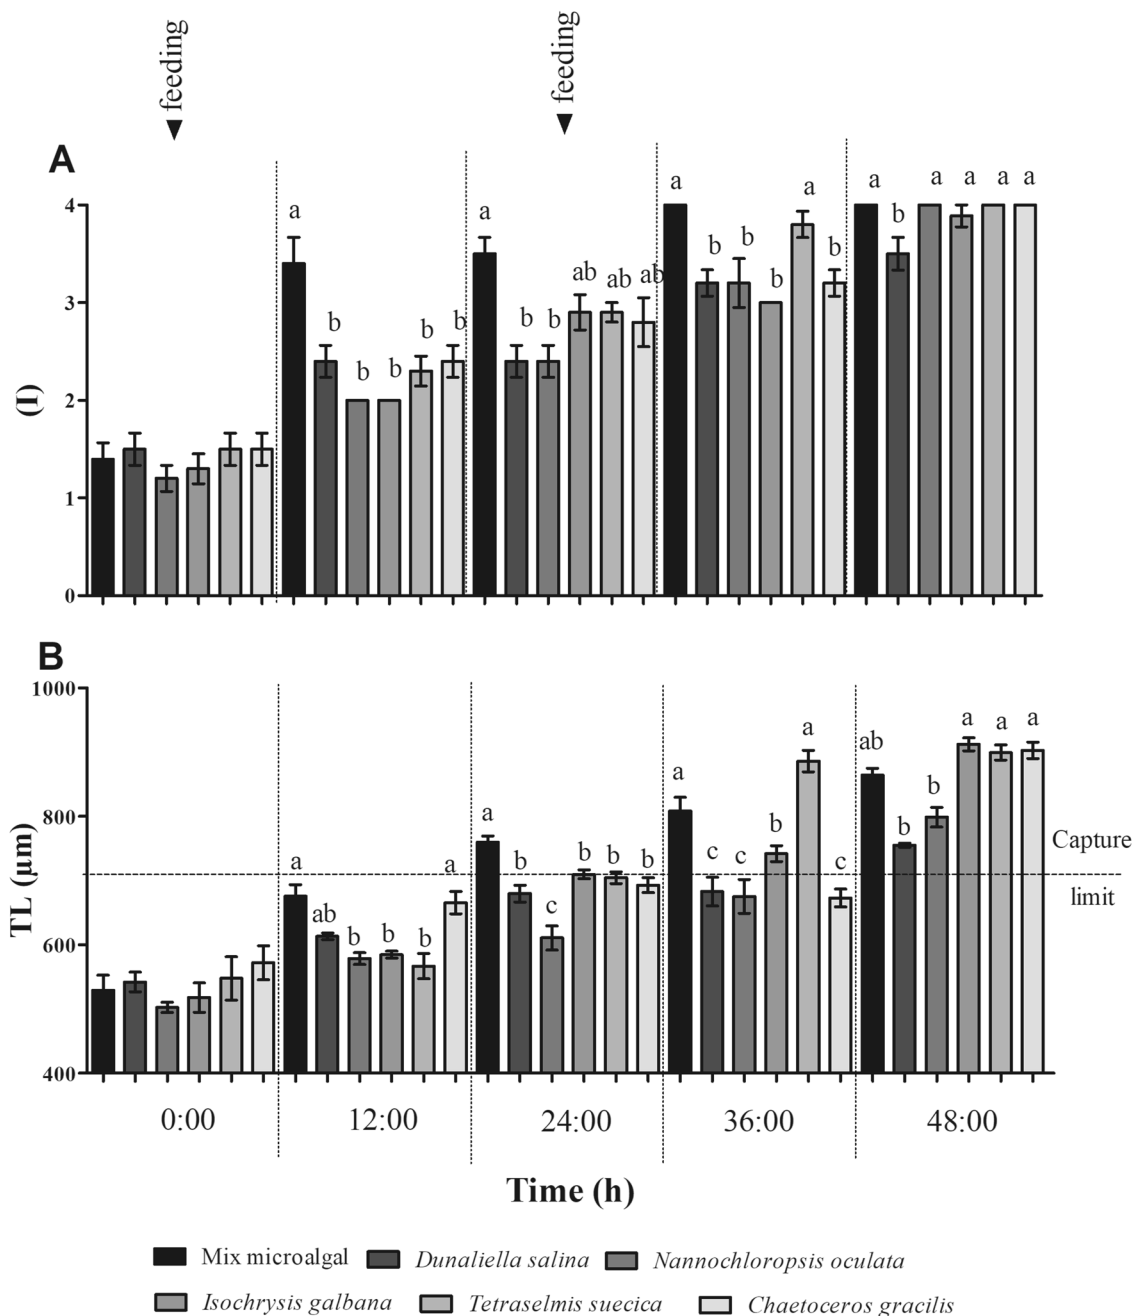 feeding
feeding
A
a a a a a a a a a
b b b b b b b ab ab ab b b b b b
4
3
2
1
0
(I)
B
1000
800
600
400
TL (μm)
a ab b b b a
a b c b b b
a c c b a c
ab b b a a a
Capture
limit
0:00 12:00 24:00 36:00 48:00
Time (h)
Mix microalgal Dunaliella salina Nannochloropsis oculata
Isochrysis galbana Tetraselmis suecica Chaetoceros gracilis